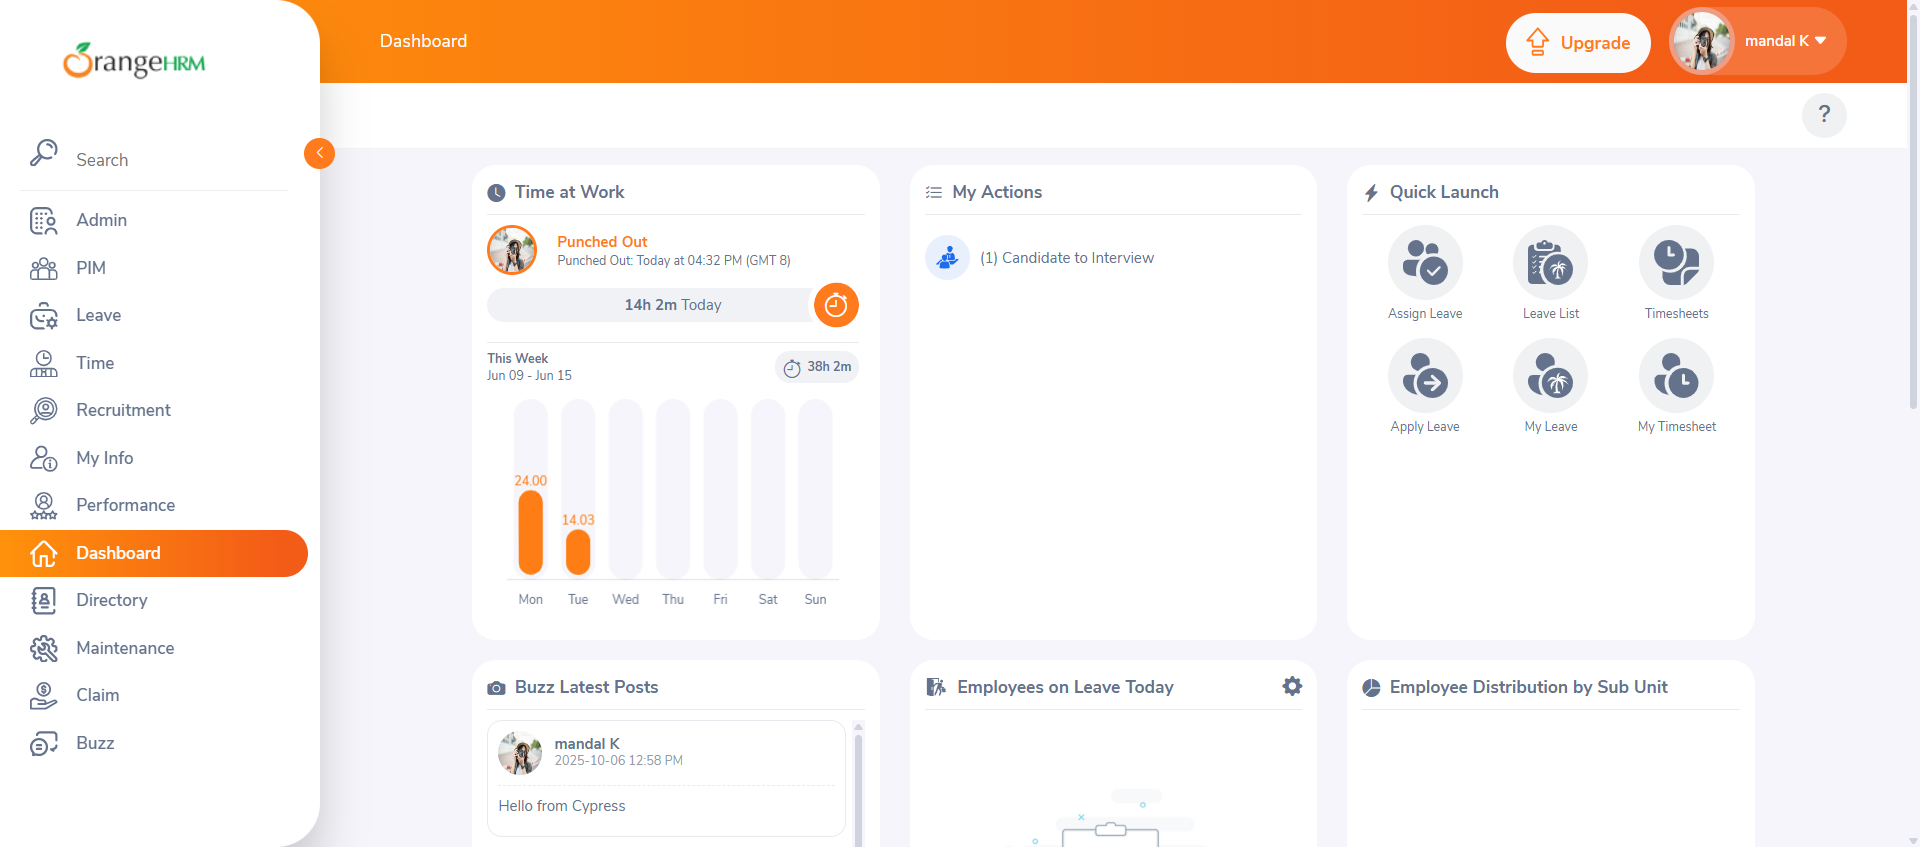 OrangeHRM
Search
Admin
PIM
Leave
Time
Recruitment
My Info
Performance
Dashboard
Directory
Maintenance
Claim
Buzz
Dashboard
Upgrade
mandal K
?
Time at Work
Punched Out
Punched Out: Today at 04:32 PM (GMT 8)
14h 2m Today
This Week
Jun 09 - Jun 15
38h 2m
24.00
14.03
Mon Tue Wed Thu Fri Sat Sun
My Actions
(1) Candidate to Interview
Quick Launch
Assign Leave
Leave List
Timesheets
Apply Leave
My Leave
My Timesheet
Buzz Latest Posts
mandal K
2025-10-06 12:58 PM
Hello from Cypress
Employees on Leave Today
Employee Distribution by Sub Unit